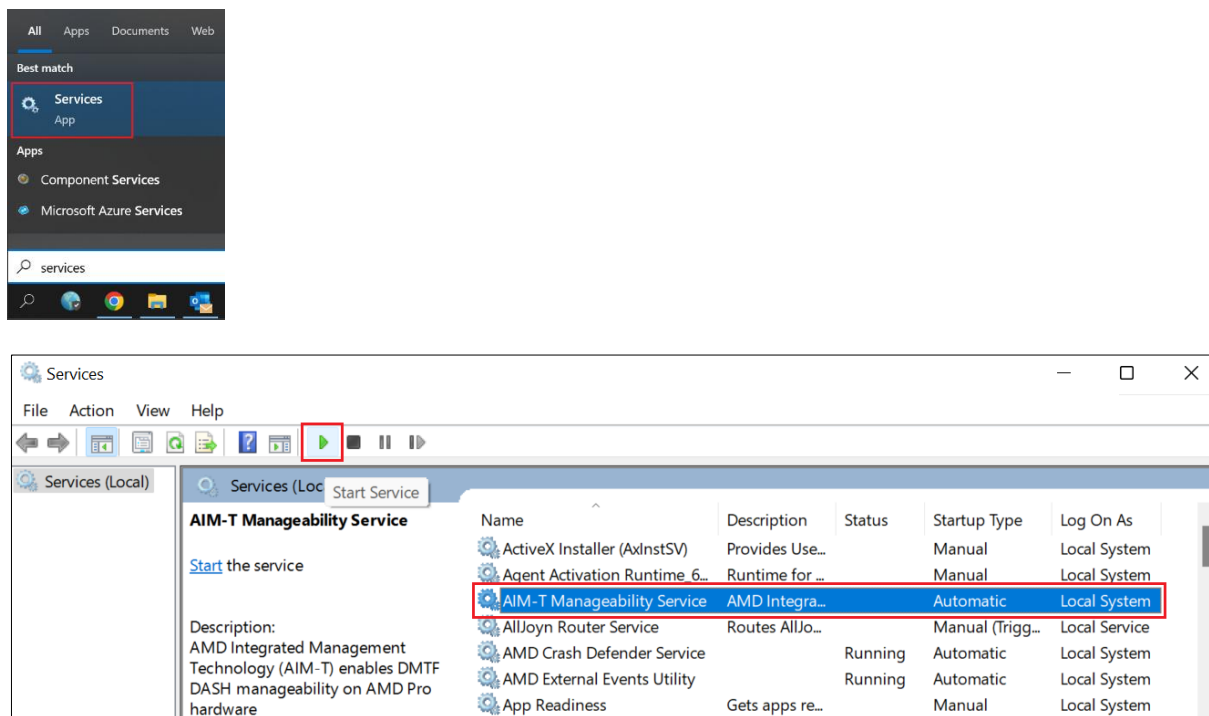 All Apps Documents Web
Best match
Services
App
Apps
Component Services
Microsoft Azure Services
services
Services
File Action View Help
Services (Local)
Services (Loc
Start Service
AIM-T Manageability Service
Start the service
Description:
AMD Integrated Management
Technology (AIM-T) enables DMTF
DASH manageability on AMD Pro
hardware
Name Description Status Startup Type Log On As
ActiveX Installer (AxInstSV) Provides Use... Manual Local System
Agent Activation Runtime_6... Runtime for ... Manual Local System
AIM-T Manageability Service AMD Integra... Automatic Local System
AllJoyn Router Service Routes AllJo... Manual (Trigg... Local Service
AMD Crash Defender Service Running Automatic Local System
AMD External Events Utility Running Automatic Local System
App Readiness Gets apps re... Manual Local System